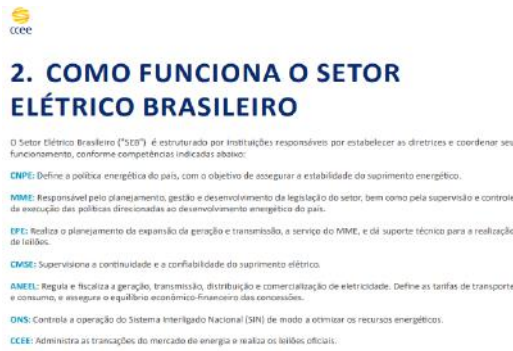 ccee
2. COMO FUNCIONA O SETOR
ELÉTRICO BRASILEIRO
O Setor Elétrico Brasileiro ("SEB") é estruturado por instituições responsáveis por estabelecer as diretrizes e coordenar seu
funcionamento, conforme competências indicadas abaixo:
CNPE: Define a política energética do país, com o objetivo de assegurar a estabilidade do suprimento energético.
MME: Responsável pelo planejamento, gestão e desenvolvimento da legislação do setor, bem como pela supervisão e controle
da execução das políticas direcionadas ao desenvolvimento energético do país.
EPE: Realiza o planejamento da expansão da geração e transmissão, a serviço do MME, e dá suporte técnico para a realização
de leilões.
CMSE: Supervisiona a continuidade e a confiabilidade do suprimento elétrico.
ANEEL: Regula e fiscaliza a geração, transmissão, distribuição e comercialização de eletricidade. Define as tarifas de transporte
e consumo, e assegura o equilíbrio econômico-financeiro das concessões.
ONS: Controla a operação do Sistema Interligado Nacional (SIN) de modo a otimizar os recursos energéticos.
CCEE: Administra as transações do mercado de energia e realiza os leilões oficiais.